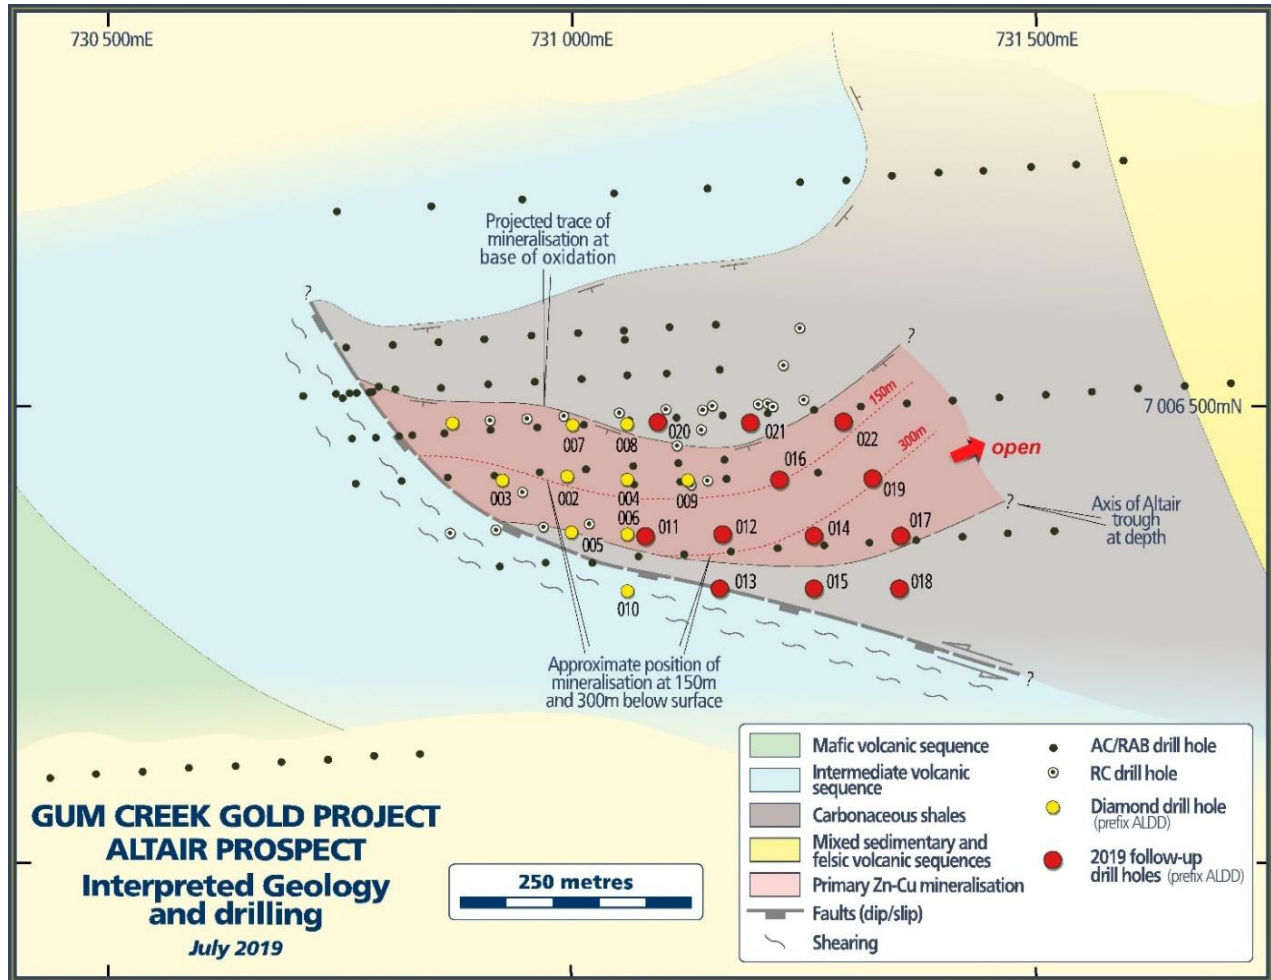 730 500mE
731 000mE
731 500mE
Projected trace of
mineralisation at
base of oxidation
?
?
150m
7 006 500mN
300m
open
007
008
020
021
022
016
003
002
004
009
019
?
Axis of Altair
trough
at depth
006
011
012
014
017
005
010
013
015
018
Approximate position of
mineralisation at 150m
and 300m below surface
?
GUM CREEK GOLD PROJECT
ALTAIR PROSPECT
Interpreted Geology
and drilling
July 2019
250 metres
Mafic volcanic sequence
Intermediate volcanic
sequence
Carbonaceous shales
Mixed sedimentary and
felsic volcanic sequences
Primary Zn-Cu mineralisation
Faults (dip/slip)
Shearing
AC/RAB drill hole
RC drill hole
Diamond drill hole
(prefix ALDD)
2019 follow-up
drill holes (prefix ALDD)